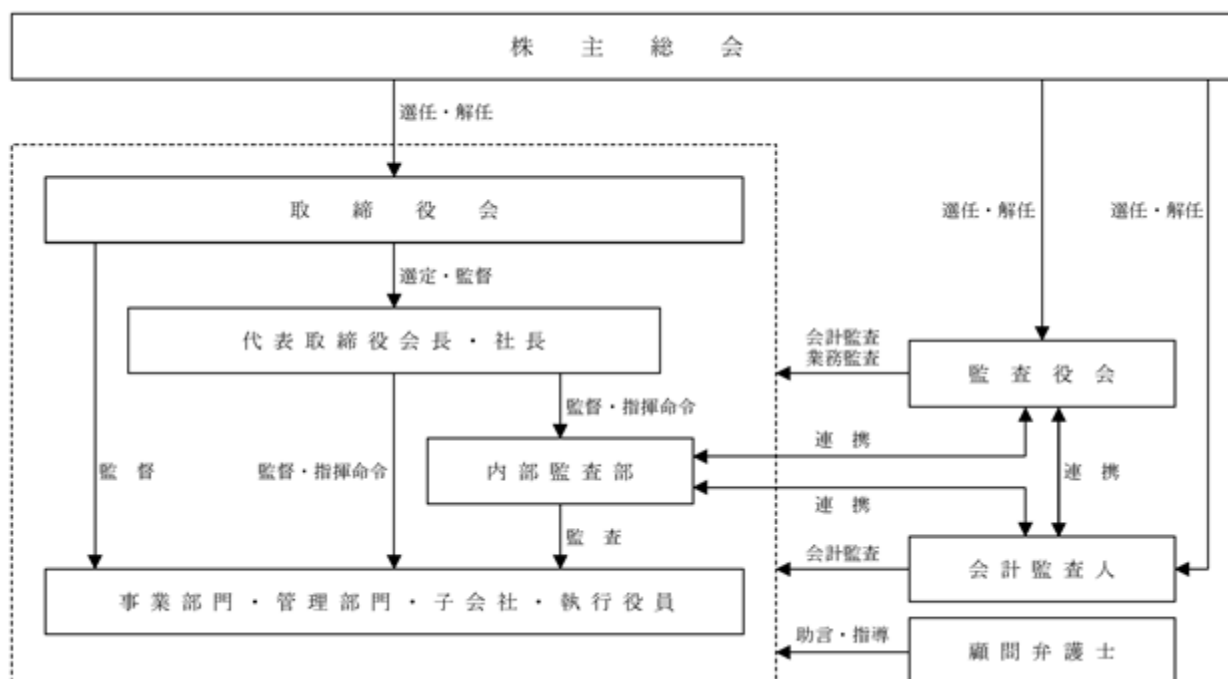 株主総会
選任・解任
取締役会
選任・解任
選任・解任
選定・監督
代表取締役会長・社長
会計監査
業務監査
監査役会
監督・指揮命令
連携
監督
監督・指揮命令
内部監査部
連携
連携
監査
会計監査
会計監査人
事業部門・管理部門・子会社・執行役員
助言・指導
顧問弁護士